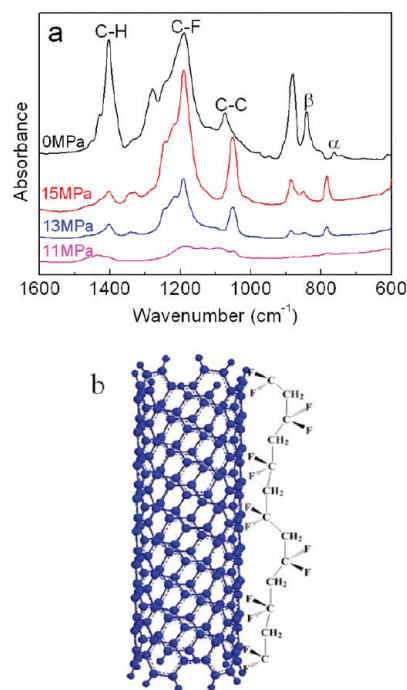 a
C–H
C–F
C–C
β
α
0MPa
15MPa
13MPa
11MPa
Absorbance
1600 1400 1200 1000 800 600
Wavenumber (cm⁻¹)
b
F
C
F
CH₂
F
C
F
CH₂
F
C
F
CH₂
F
C
F
CH₂
F
C
F
CH₂
F
C
F
CH₂
F
C
F